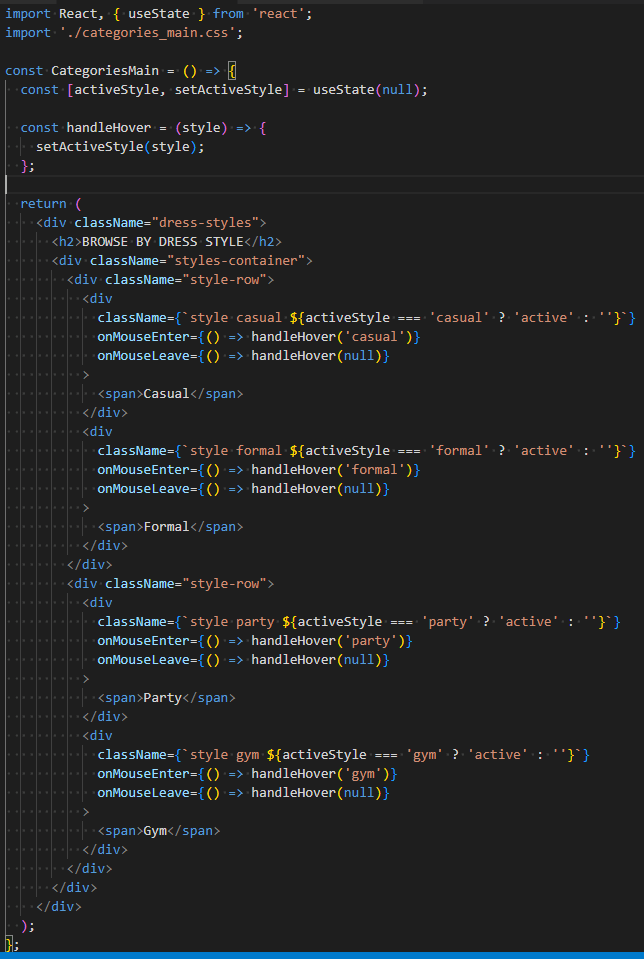 import React, { useState } from 'react';
import './categories_main.css';

const CategoriesMain = () => {
  const [activeStyle, setActiveStyle] = useState(null);

  const handleHover = (style) => {
    setActiveStyle(style);
  };

  return (
    <div className="dress-styles">
      <h2>BROWSE BY DRESS STYLE</h2>
      <div className="styles-container">
        <div className="style-row">
          <div
            className={`style casual ${activeStyle === 'casual' ? 'active' : ''}`}
            onMouseEnter={() => handleHover('casual')}
            onMouseLeave={() => handleHover(null)}
          >
            <span>Casual</span>
          </div>
          <div
            className={`style formal ${activeStyle === 'formal' ? 'active' : ''}`}
            onMouseEnter={() => handleHover('formal')}
            onMouseLeave={() => handleHover(null)}
          >
            <span>Formal</span>
          </div>
        </div>
        <div className="style-row">
          <div
            className={`style party ${activeStyle === 'party' ? 'active' : ''}`}
            onMouseEnter={() => handleHover('party')}
            onMouseLeave={() => handleHover(null)}
          >
            <span>Party</span>
          </div>
          <div
            className={`style gym ${activeStyle === 'gym' ? 'active' : ''}`}
            onMouseEnter={() => handleHover('gym')}
            onMouseLeave={() => handleHover(null)}
          >
            <span>Gym</span>
          </div>
        </div>
      </div>
    </div>
  );
};